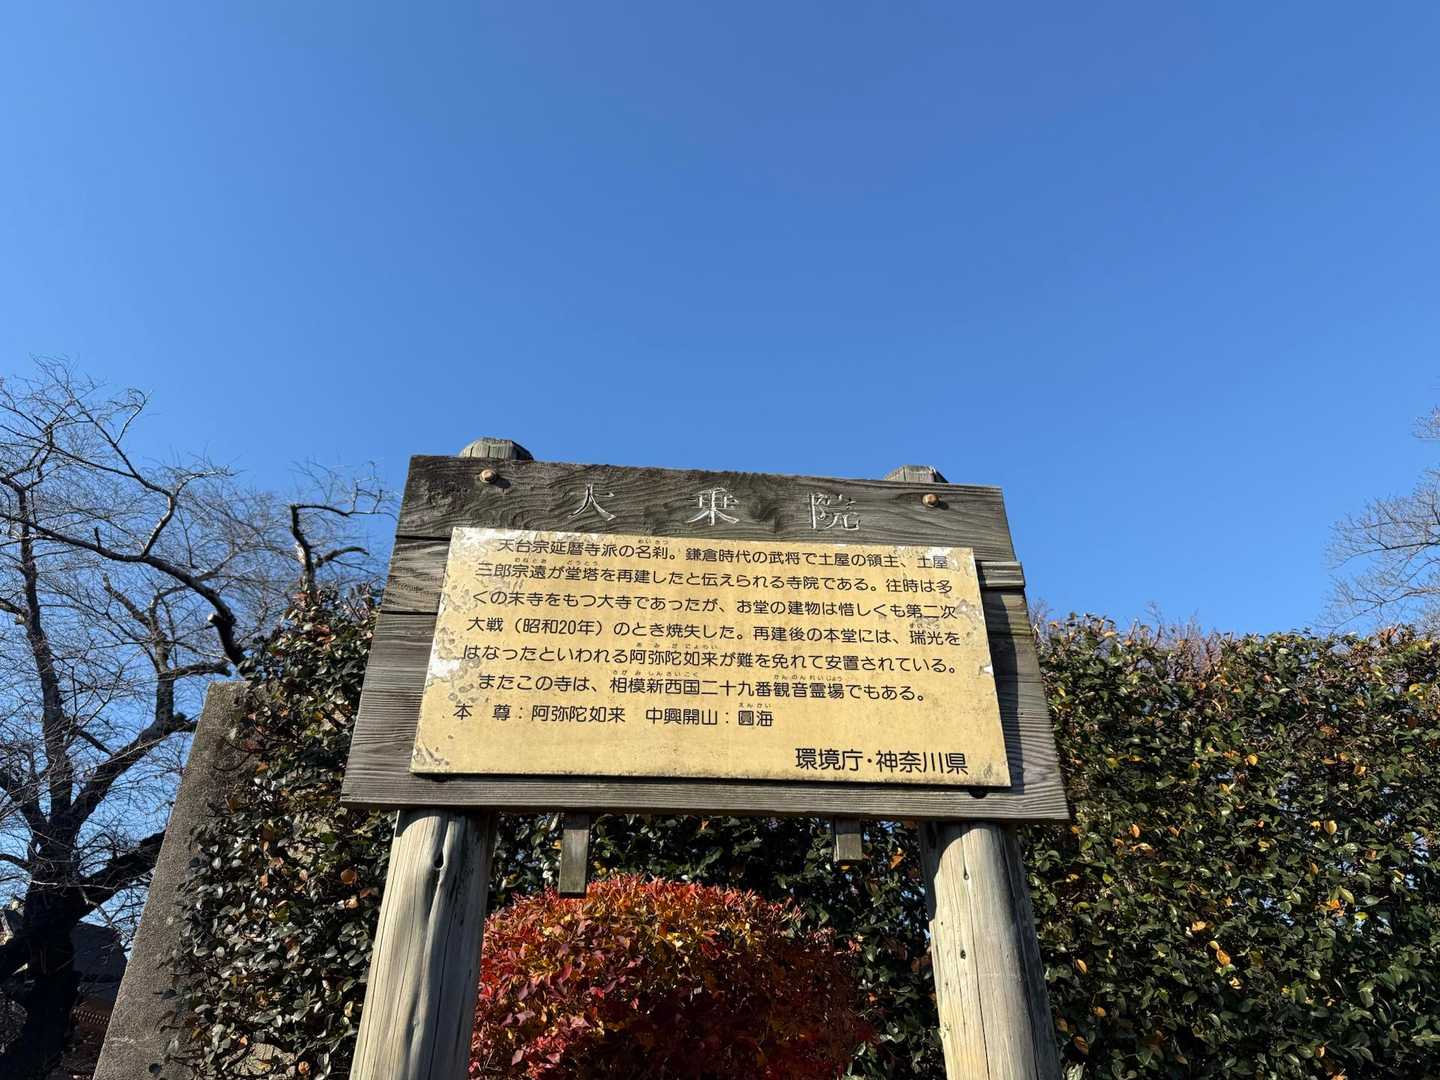 大乗院
天台宗延暦寺派の名刹。鎌倉時代の武将で土屋の領主、土屋
三郎宗遠が堂塔を再建したと伝えられる寺院である。往時は多
くの末寺をもつ大寺であったが、お堂の建物は惜しくも第二次
大戦（昭和20年）のとき焼失した。再建後の本堂には、瑞光を
はなったといわれる阿弥陀如来が難を免れて安置されている。
またこの寺は、相模新西国二十九番観音霊場でもある。
本　尊：阿弥陀如来　中興開山：圓海
環境庁・神奈川県